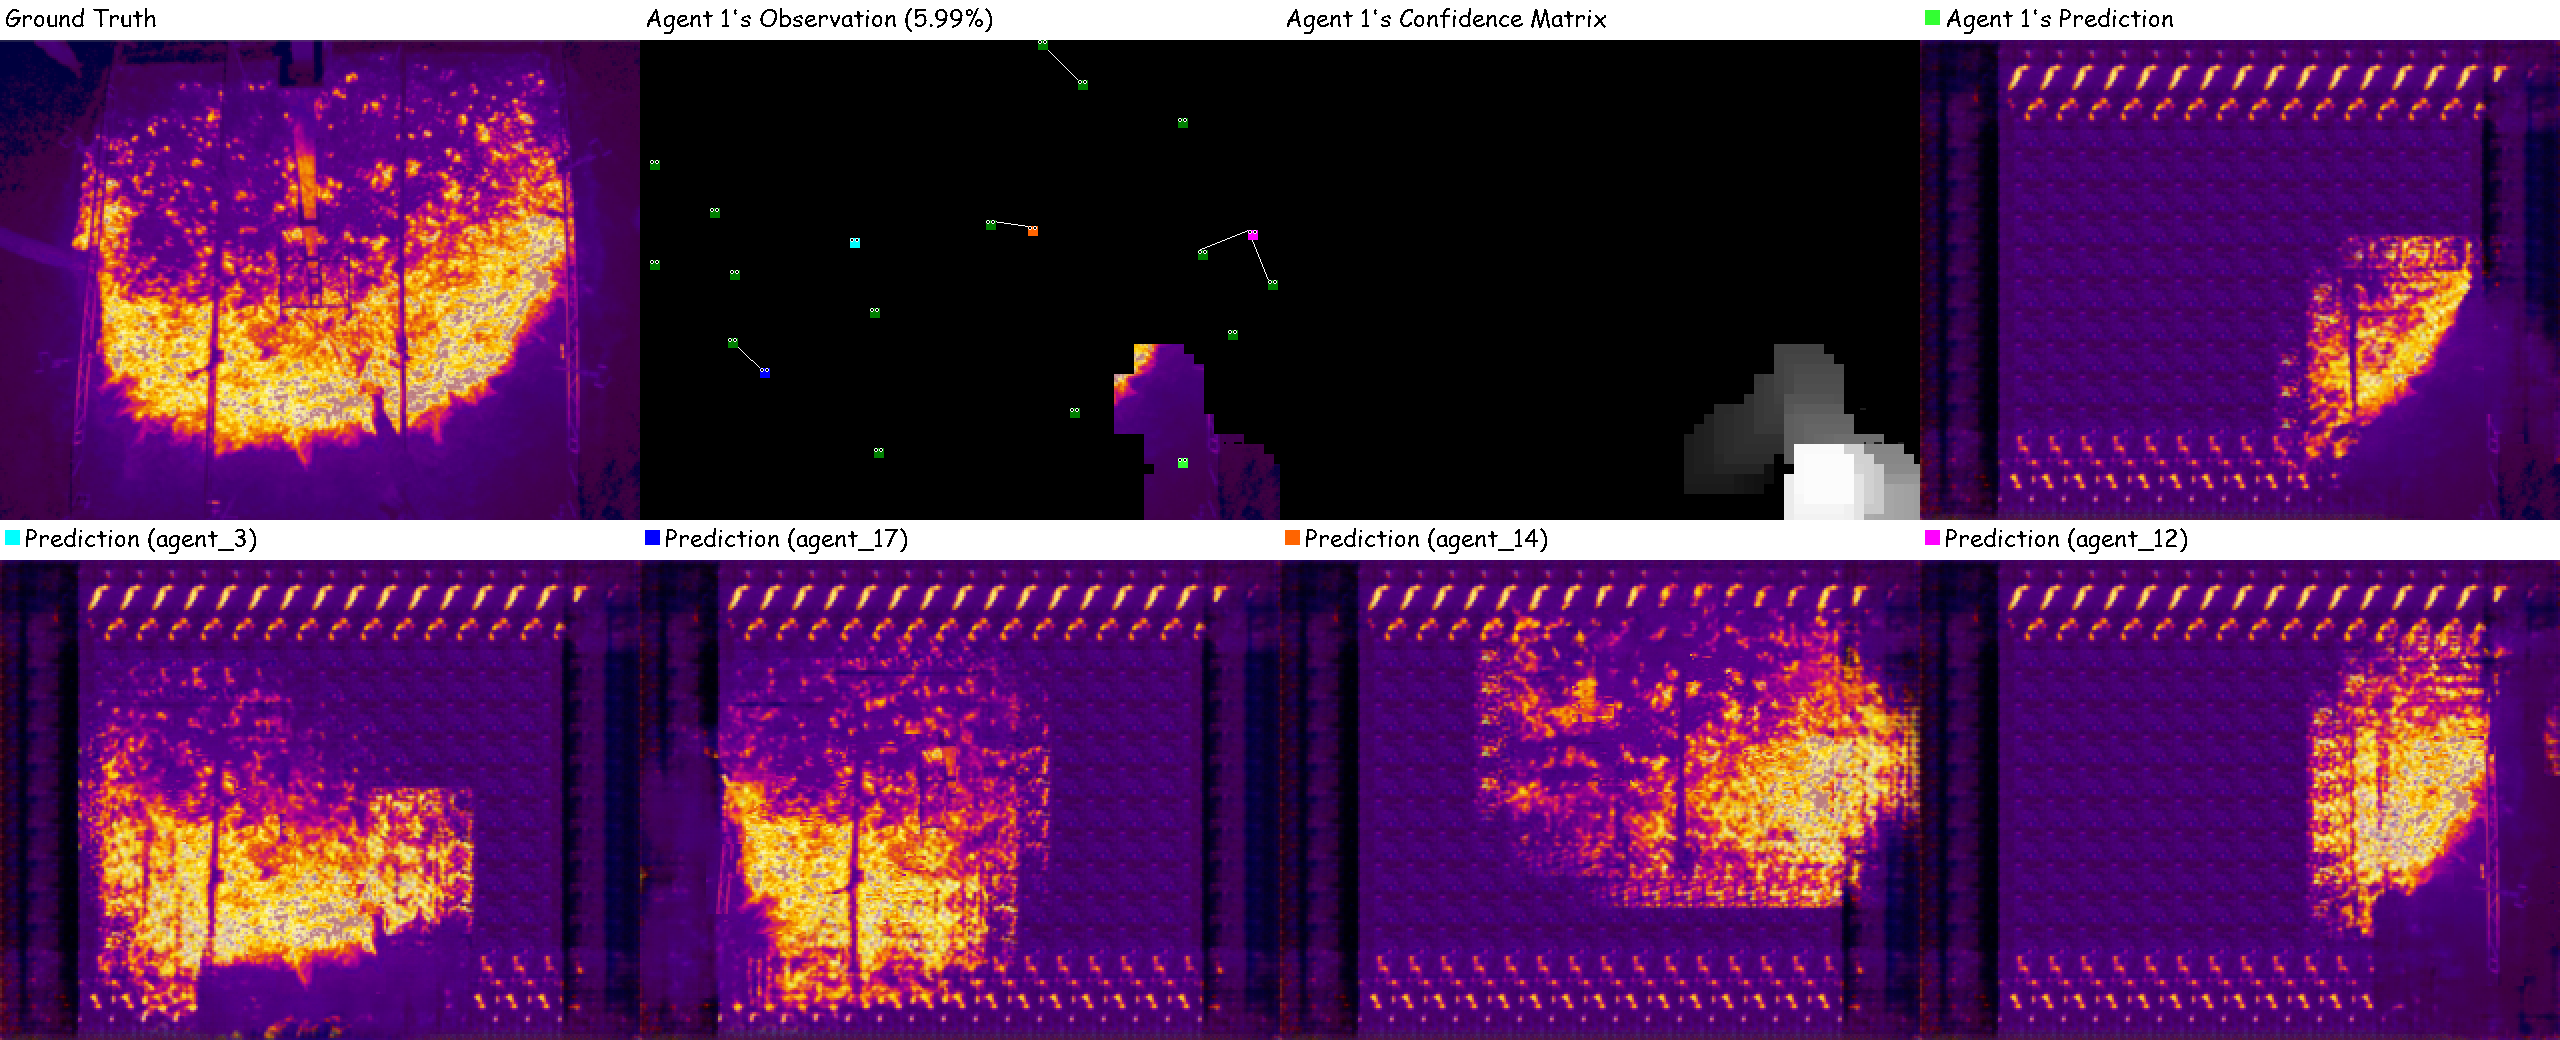 Ground Truth
Agent 1's Observation (5.99%)
Agent 1's Confidence Matrix
Agent 1's Prediction
Prediction (agent_3)
Prediction (agent_17)
Prediction (agent_14)
Prediction (agent_12)